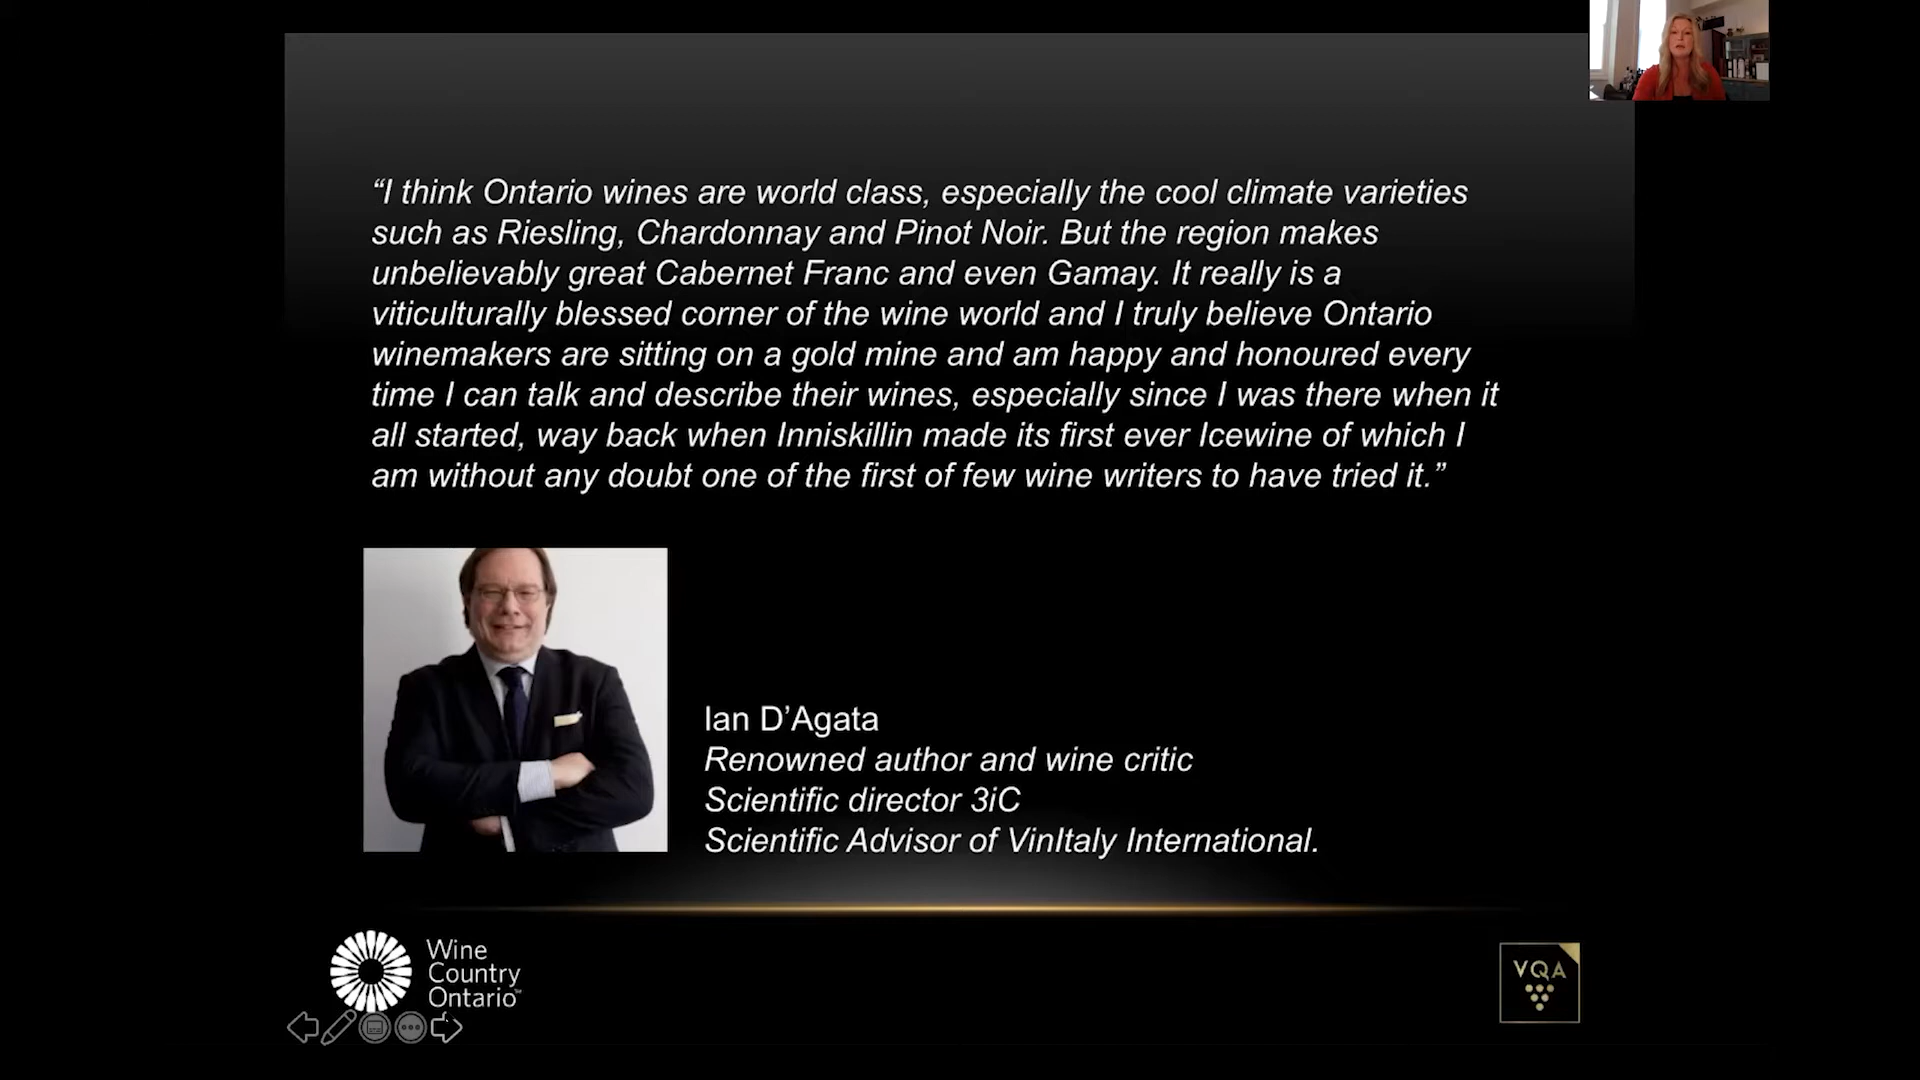 “I think Ontario wines are world class, especially the cool climate varieties
such as Riesling, Chardonnay and Pinot Noir. But the region makes
unbelievably great Cabernet Franc and even Gamay. It really is a
viticulturally blessed corner of the wine world and I truly believe Ontario
winemakers are sitting on a gold mine and am happy and honoured every
time I can talk and describe their wines, especially since I was there when it
all started, way back when Inniskillin made its first ever Icewine of which I
am without any doubt one of the first of few wine writers to have tried it.”
Ian D’Agata
Renowned author and wine critic
Scientific director 3iC
Scientific Advisor of VinItaly International.
Wine
Country
Ontario™
VQA